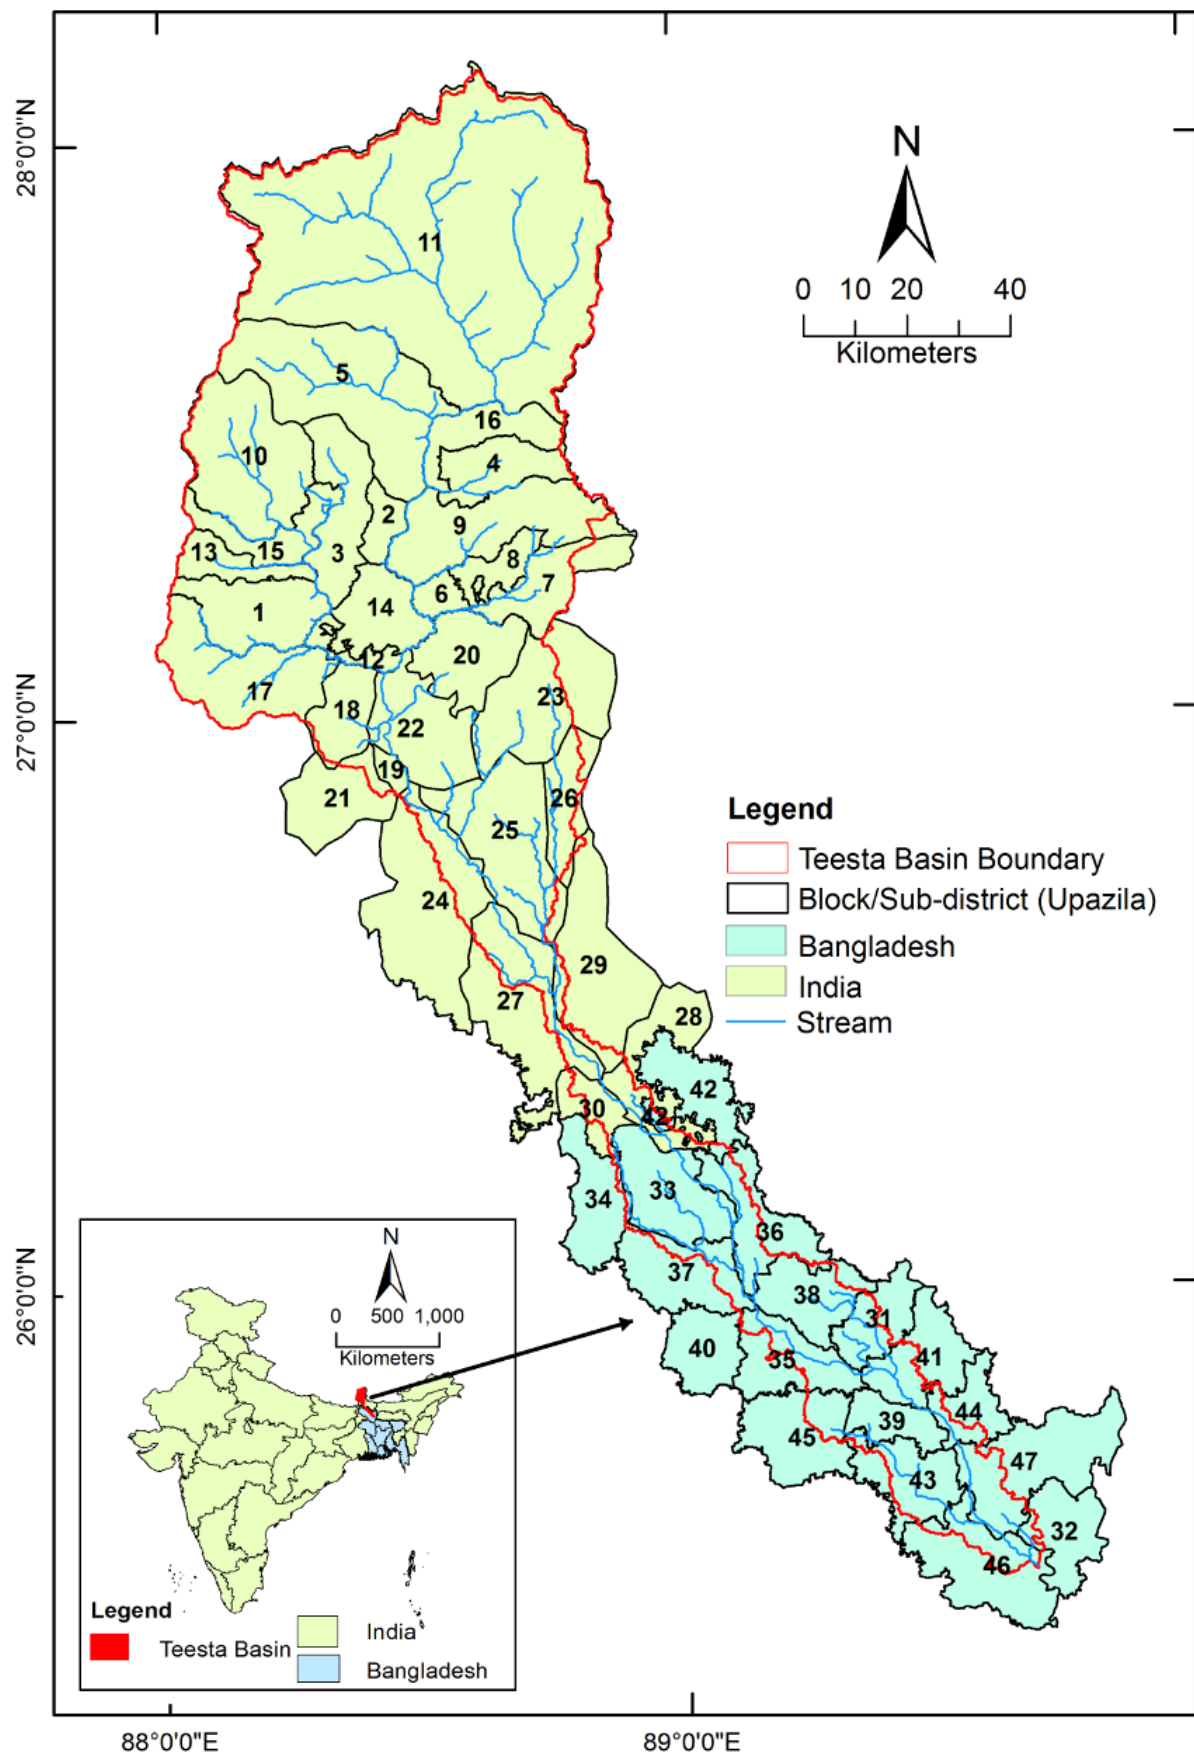 N
0 10 20 40
Kilometers
28°0'0"N
27°0'0"N
26°0'0"N
11
5
16
10
4
2
9
13
15
3
8
7
6
1
14
12
20
17
18
22
23
19
21
26
25
24
29
27
28
42
30
42
33
34
36
37
38
31
40
35
41
39
44
45
43
47
32
46
Legend
Teesta Basin Boundary
Block/Sub-district (Upazila)
Bangladesh
India
Stream
N
0 500 1,000
Kilometers
Legend
Teesta Basin
India
Bangladesh
88°0'0"E
89°0'0"E